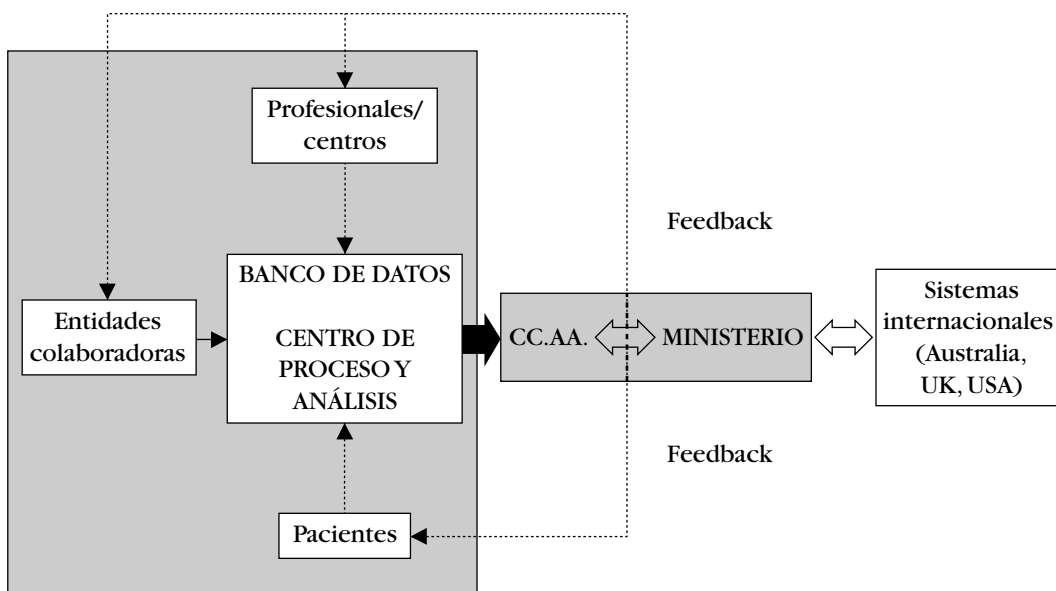 Profesionales/
centros
Feedback
BANCO DE DATOS
CENTRO DE
PROCESO Y
ANÁLISIS
Entidades
colaboradoras
CC.AA.
MINISTERIO
Sistemas
internacionales
(Australia,
UK, USA)
Feedback
Pacientes